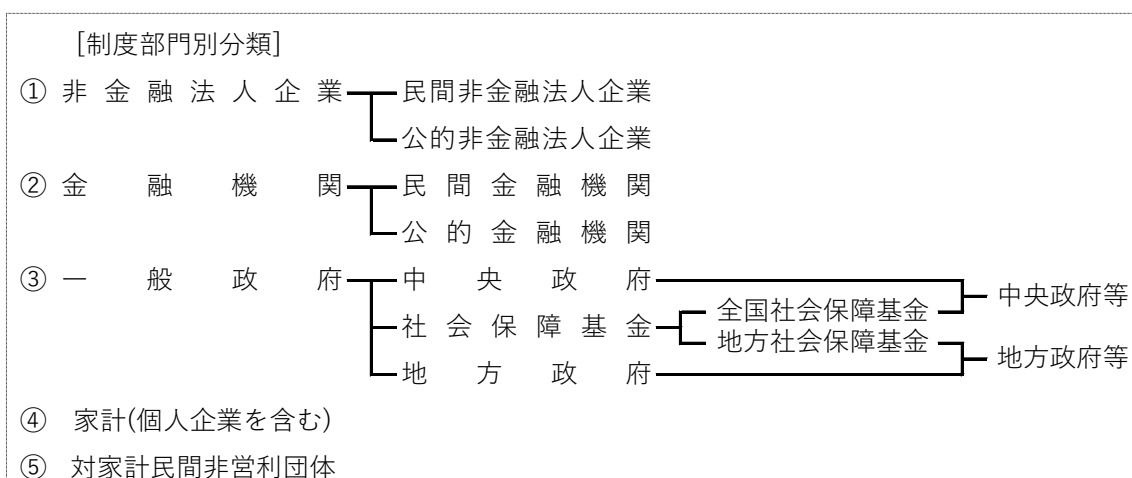 [制度部門別分類]
① 非金融法人企業 民間非金融法人企業
公的非金融法人企業
② 金融機関 民間金融機関
公的金融機関
③ 一般政府 中央政府
中央政府等
全国社会保障基金
社会保障基金
地方社会保障基金
地方政府等
地方政府
④ 家計(個人企業を含む)
⑤ 対家計民間非営利団体